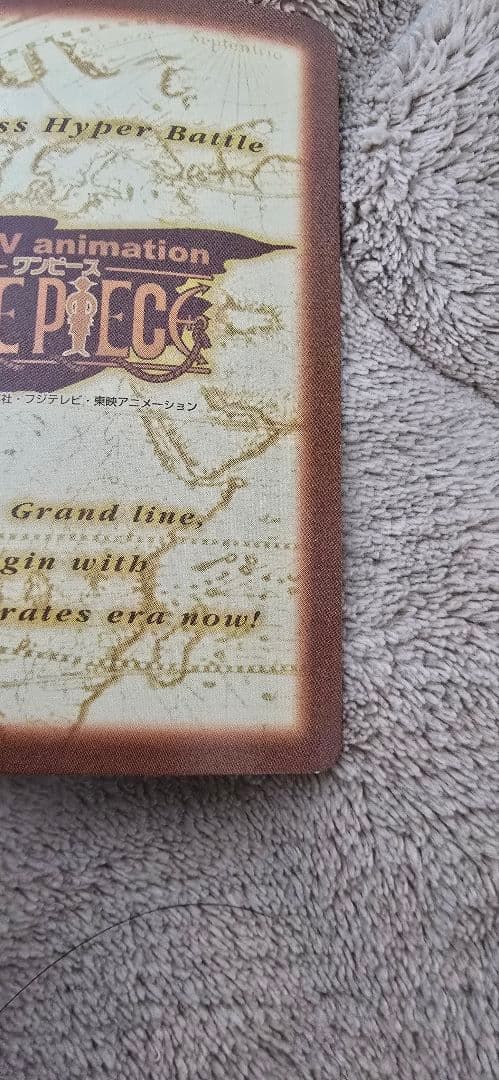 Septentrio
ss Hyper Battle
V animation
ワンピース
E PIECE
社・フジテレビ・東映アニメーション
Grand line,
gin with
rates era now!